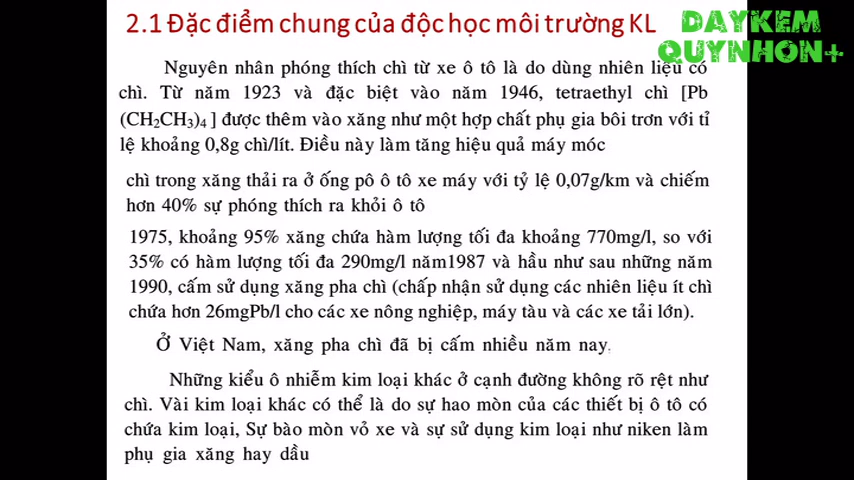 2.1 Đặc điểm chung của độc học môi trường KL
DAYKEM
QUYNHON+
Nguyên nhân phóng thích chì từ xe ô tô là do dùng nhiên liệu có
chì. Từ năm 1923 và đặc biệt vào năm 1946, tetraethyl chì [Pb
(CH2CH3)4 ] được thêm vào xăng như một hợp chất phụ gia bôi trơn với tỉ
lệ khoảng 0,8g chì/lít. Điều này làm tăng hiệu quả máy móc
chì trong xăng thải ra ở ống pô ô tô xe máy với tỷ lệ 0,07g/km và chiếm
hơn 40% sự phóng thích ra khỏi ô tô
1975, khoảng 95% xăng chứa hàm lượng tối đa khoảng 770mg/l, so với
35% có hàm lượng tối đa 290mg/l năm1987 và hầu như sau những năm
1990, cấm sử dụng xăng pha chì (chấp nhận sử dụng các nhiên liệu ít chì
chứa hơn 26mgPb/l cho các xe nông nghiệp, máy tàu và các xe tải lớn).
Ở Việt Nam, xăng pha chì đã bị cấm nhiều năm nay.
Những kiểu ô nhiễm kim loại khác ở cạnh đường không rõ rệt như
chì. Vài kim loại khác có thể là do sự hao mòn của các thiết bị ô tô có
chứa kim loại, Sự bào mòn vỏ xe và sự sử dụng kim loại như niken làm
phụ gia xăng hay dầu